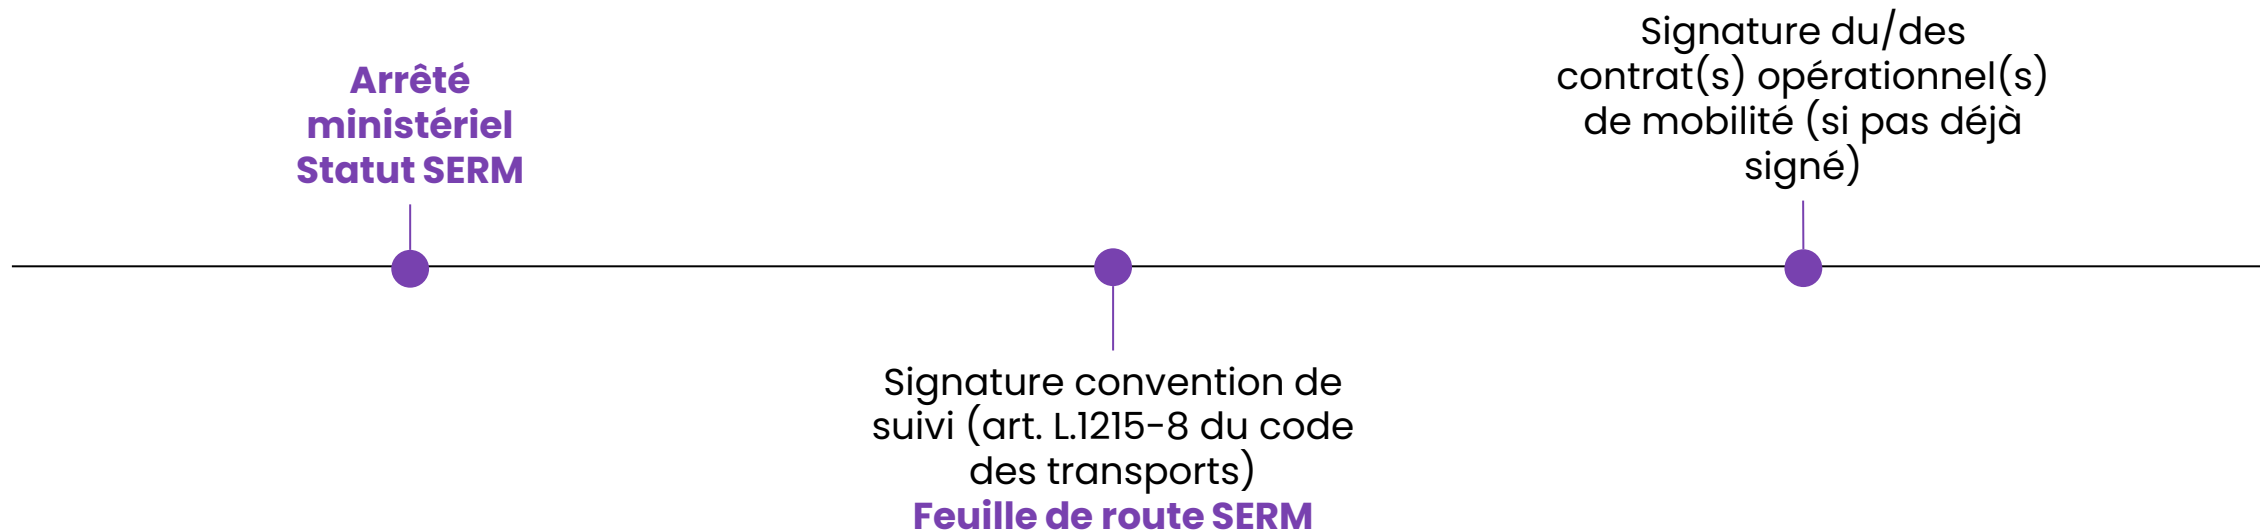 Arrêté
ministériel
Statut SERM
Signature convention de
suivi (art. L.1215-8 du code
des transports)
Feuille de route SERM
Signature du/des
contrat(s) opérationnel(s)
de mobilité (si pas déjà
signé)